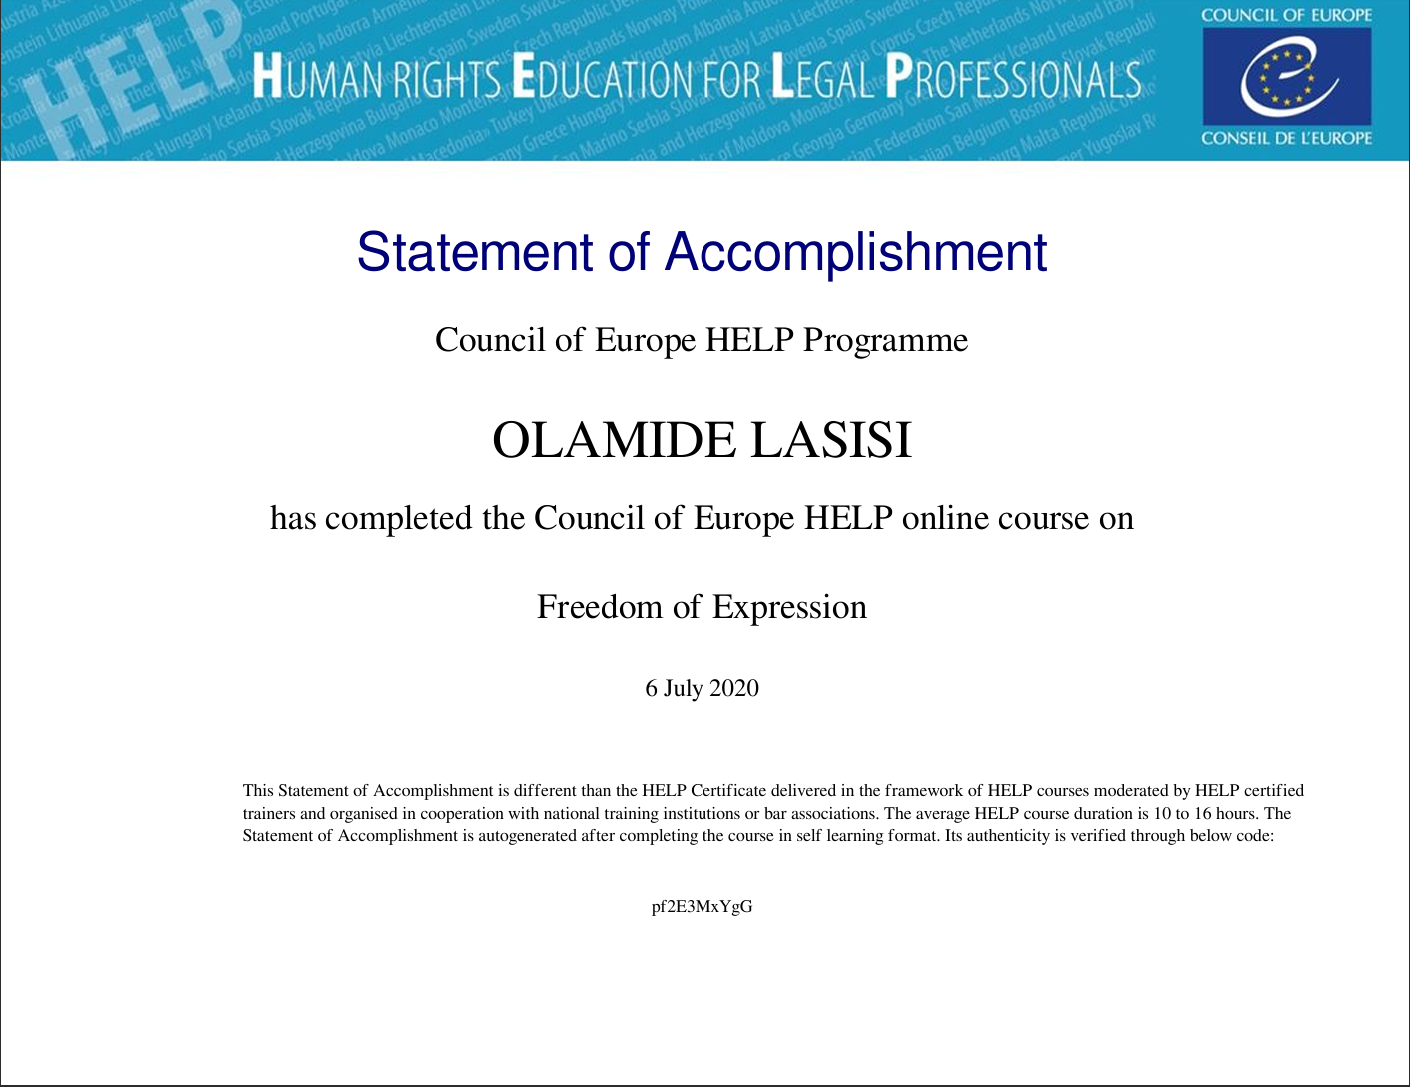 HELP
HUMAN RIGHTS EDUCATION FOR LEGAL PROFESSIONALS
COUNCIL OF EUROPE
CONSEIL DE L'EUROPE
Statement of Accomplishment
Council of Europe HELP Programme
OLAMIDE LASISI
has completed the Council of Europe HELP online course on
Freedom of Expression
6 July 2020
This Statement of Accomplishment is different than the HELP Certificate delivered in the framework of HELP courses moderated by HELP certified
trainers and organised in cooperation with national training institutions or bar associations. The average HELP course duration is 10 to 16 hours. The
Statement of Accomplishment is autogenerated after completing the course in self learning format. Its authenticity is verified through below code:
pf2E3MxYgG